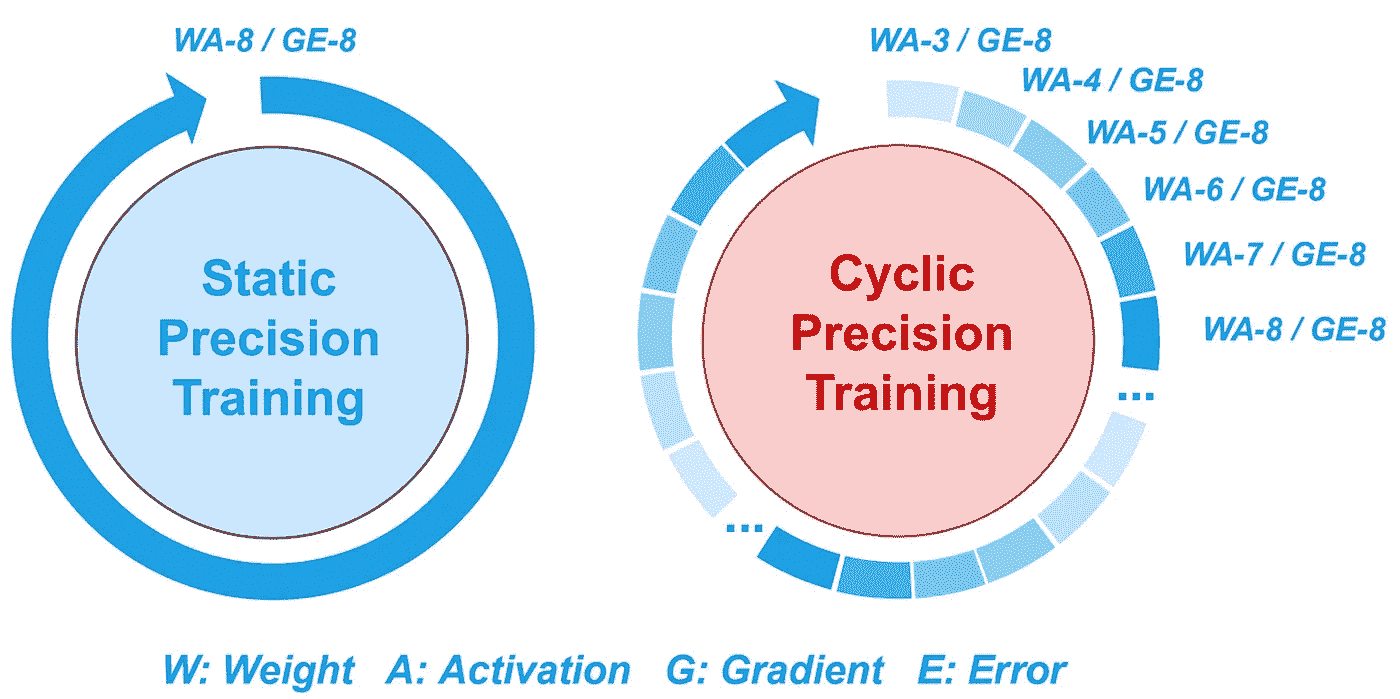 WA-8 / GE-8
Static
Precision
Training
WA-3 / GE-8
WA-4 / GE-8
WA-5 / GE-8
WA-6 / GE-8
WA-7 / GE-8
WA-8 / GE-8
...
...
Cyclic
Precision
Training
W: Weight A: Activation G: Gradient E: Error